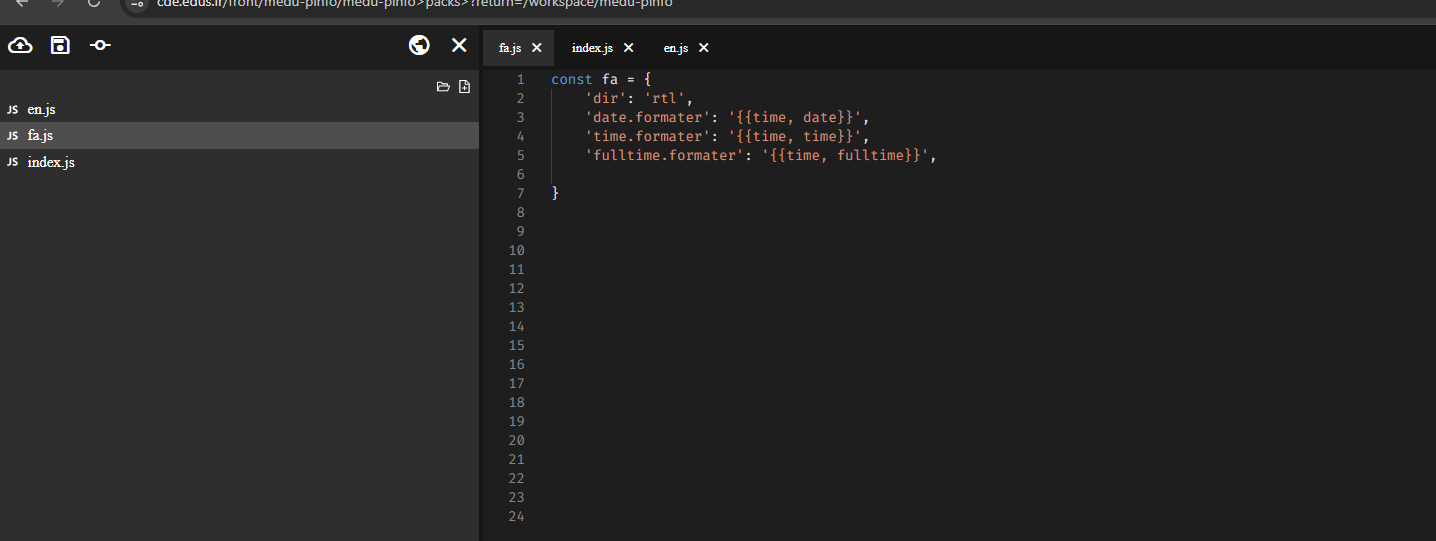 cde.edus.ir/front/medu-pinfo/medu-pinfo>packs>?return=/workspace/medu-pinfo
fa.js
index.js
en.js
JS en.js
JS fa.js
JS index.js
1 const fa = {
2 'dir': 'rtl',
3 'date.formater': '{{time, date}}',
4 'time.formater': '{{time, time}}',
5 'fulltime.formater': '{{time, fulltime}}',
6
7 }
8
9
10
11
12
13
14
15
16
17
18
19
20
21
22
23
24